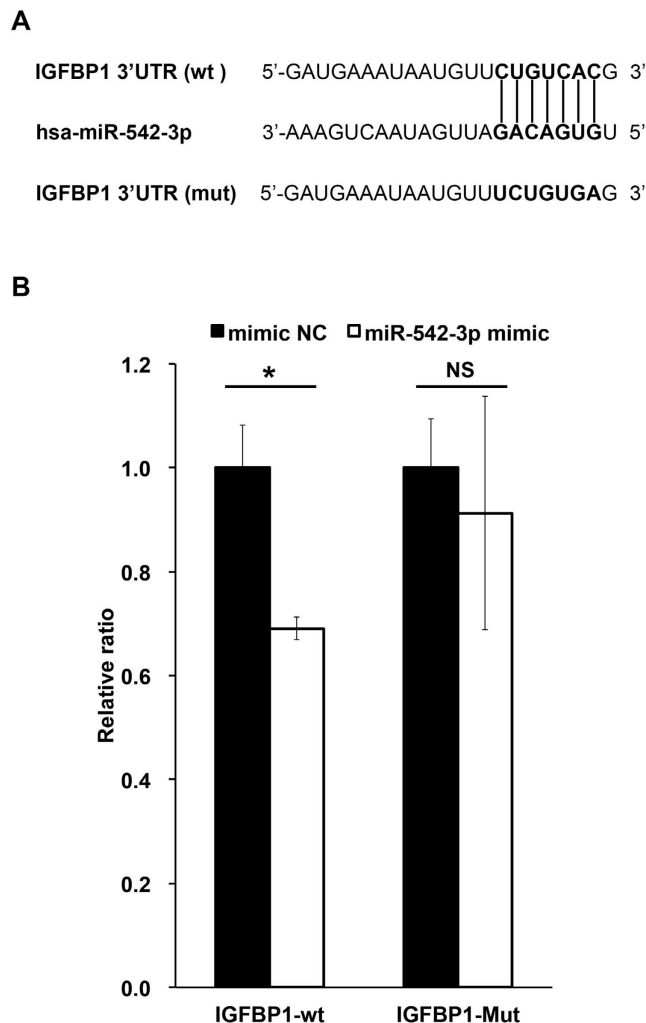 A
IGFBP1 3’UTR (wt ) 5’-GAUGAAAUAAUGUUCUGUCACG 3’
hsa-miR-542-3p 3’-AAAGUCAAUAGUUAGACAGUGU 5’
IGFBP1 3’UTR (mut) 5’-GAUGAAAUAAUGUUUCUGUGAG 3’
B
mimic NC miR-542-3p mimic
1.2
1.0
0.8
0.6
0.4
0.2
0.0
Relative ratio
* NS
IGFBP1-wt IGFBP1-Mut